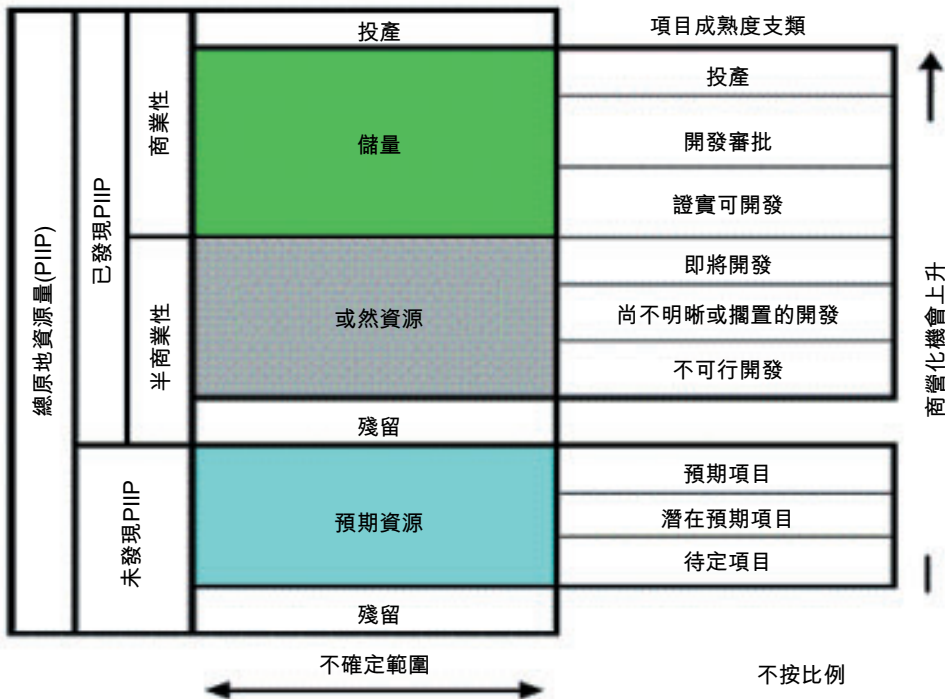 投產
項目成熟度支類
總原地資源量(PIIP)
已發現PIIP
商業性
儲量
投產
開發審批
證實可開發
半商業性
或然資源
即將開發
尚不明晰或擱置的開發
不可行開發
殘留
未發現PIIP
預期資源
預期項目
潛在預期項目
待定項目
殘留
商營化機會上升
不確定範圍
不按比例